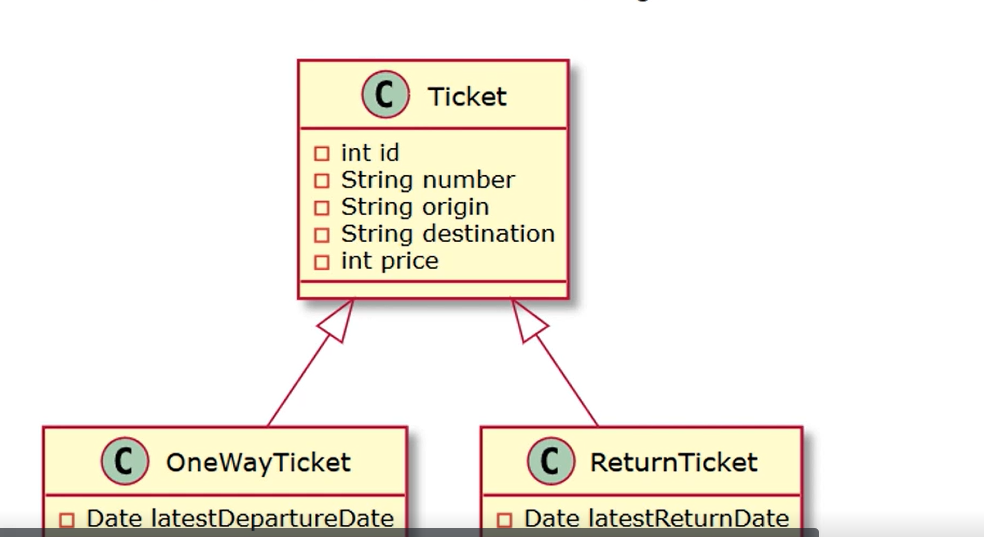 C Ticket
int id
String number
String origin
String destination
int price
C OneWayTicket
Date latestDepartureDate
C ReturnTicket
Date latestReturnDate